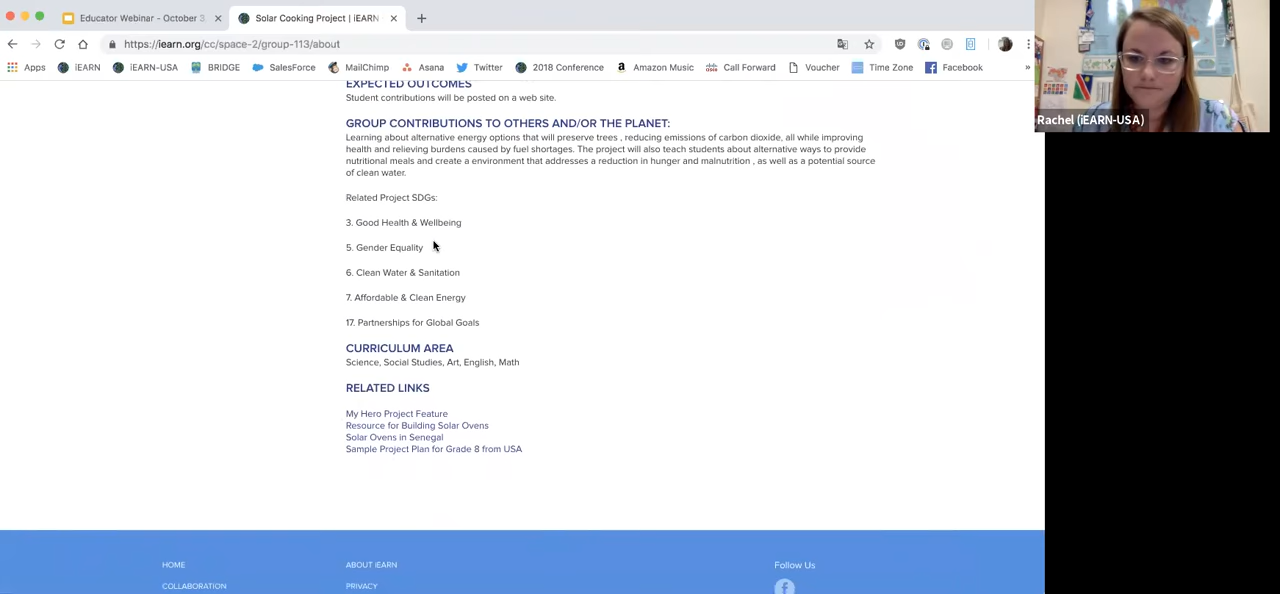 Educator Webinar - October 3,
Solar Cooking Project | iEARN
https://iearn.org/cc/space-2/group-113/about
Apps iEARN iEARN-USA BRIDGE SalesForce MailChimp Asana Twitter 2018 Conference Amazon Music Call Forward Voucher Time Zone Facebook »
Rachel (iEARN-USA)
EXPECTED OUTCOMES
Student contributions will be posted on a web site.
GROUP CONTRIBUTIONS TO OTHERS AND/OR THE PLANET:
Learning about alternative energy options that will preserve trees , reducing emissions of carbon dioxide, all while improving
health and relieving burdens caused by fuel shortages. The project will also teach students about alternative ways to provide
nutritional meals and create a environment that addresses a reduction in hunger and malnutrition , as well as a potential source
of clean water.
Related Project SDGs:
3. Good Health & Wellbeing
5. Gender Equality
6. Clean Water & Sanitation
7. Affordable & Clean Energy
17. Partnerships for Global Goals
CURRICULUM AREA
Science, Social Studies, Art, English, Math
RELATED LINKS
My Hero Project Feature
Resource for Building Solar Ovens
Solar Ovens in Senegal
Sample Project Plan for Grade 8 from USA
HOME ABOUT iEARN Follow Us
COLLABORATION PRIVACY